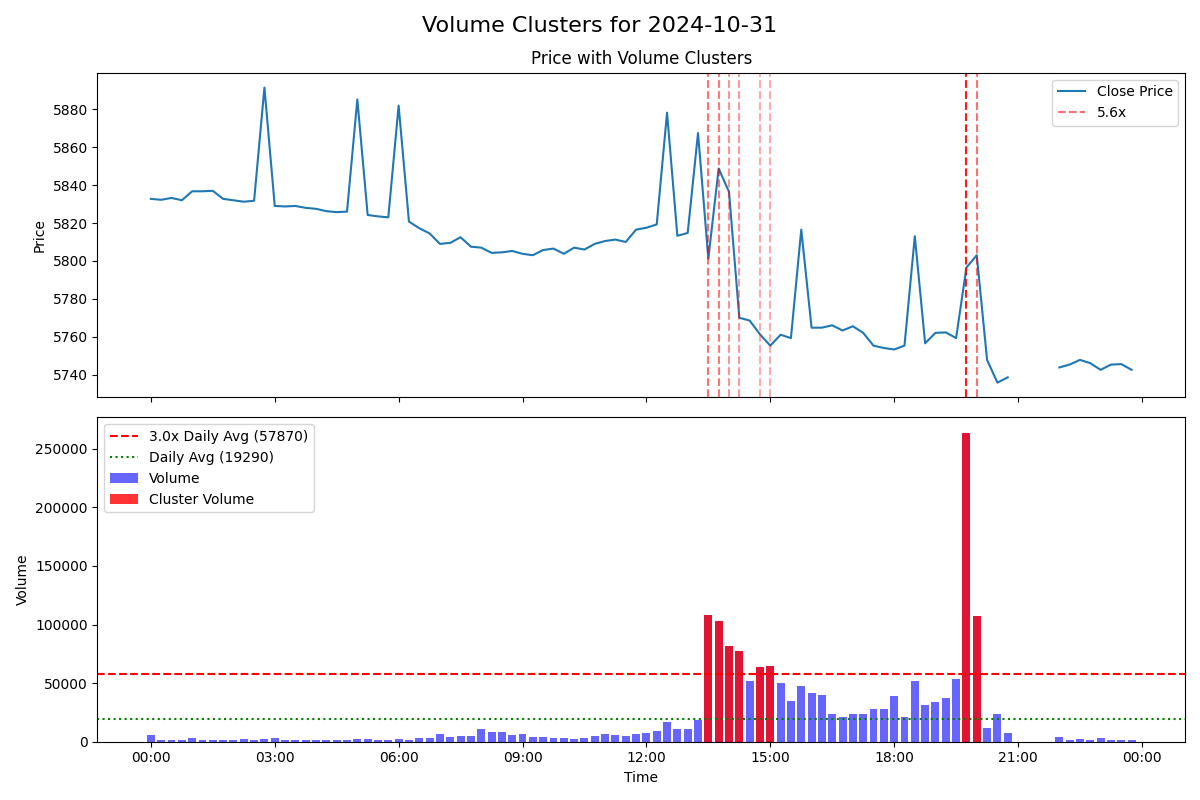 Volume Clusters for 2024-10-31
Price with Volume Clusters
Close Price
5.6x
5880
5860
5840
5820
5800
5780
5760
5740
Price
3.0x Daily Avg (57870)
Daily Avg (19290)
Volume
Cluster Volume
250000
200000
150000
100000
50000
0
Volume
00:00 03:00 06:00 09:00 12:00 15:00 18:00 21:00 00:00
Time